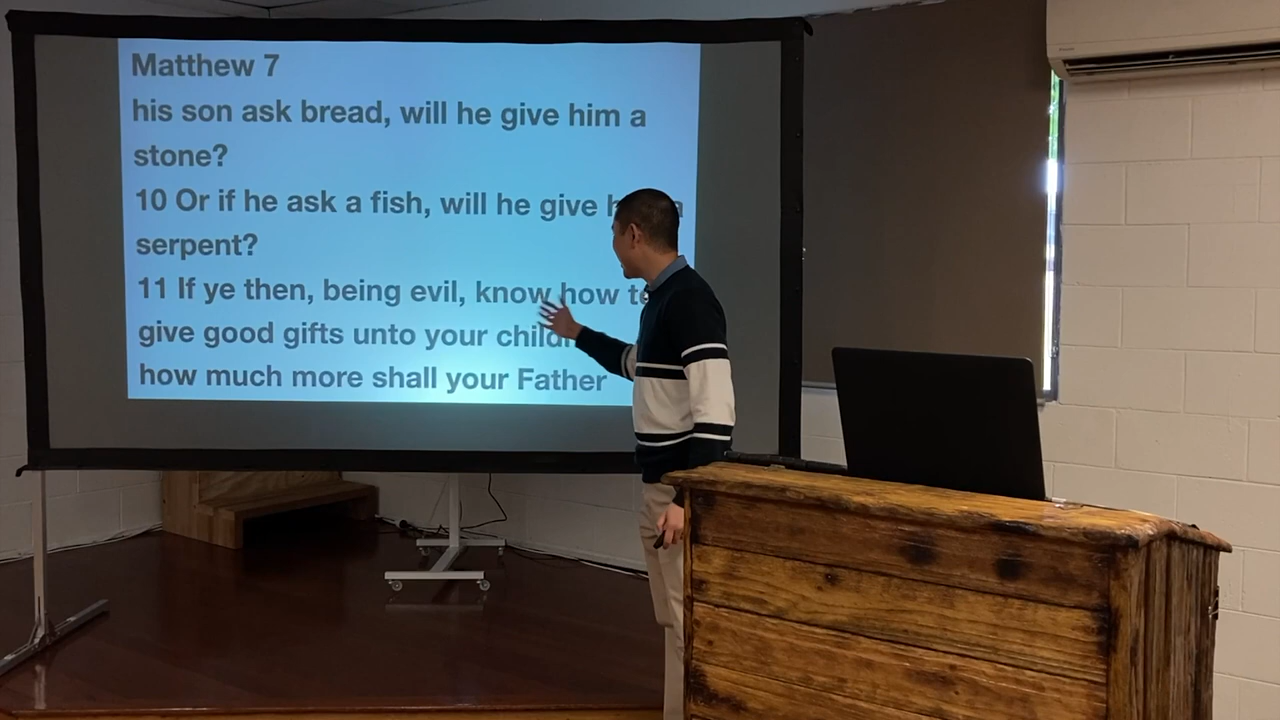 Matthew 7
his son ask bread, will he give him a
stone?
10 Or if he ask a fish, will he give
serpent?
11 If ye then, being evil, know how
give good gifts unto your
how much more shall your Father